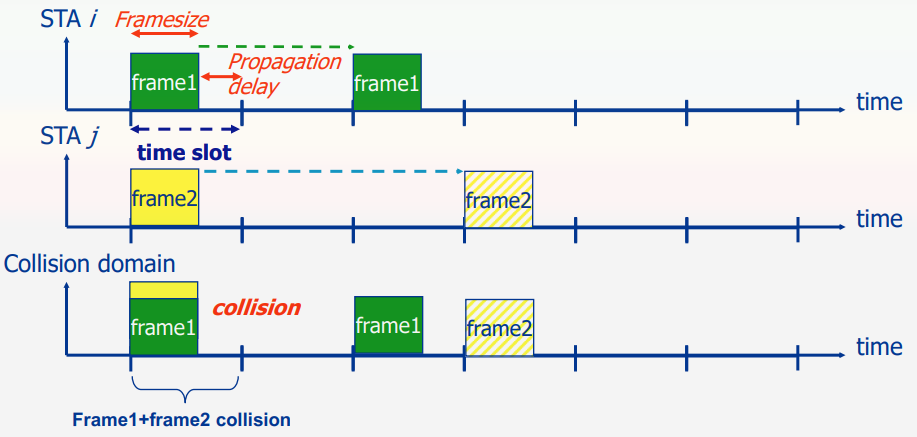 STA i
Framesize
frame1
Propagation
delay
frame1
time
STA j
time slot
frame2
frame2
time
Collision domain
frame1
collision
frame1
frame2
time
Frame1+frame2 collision